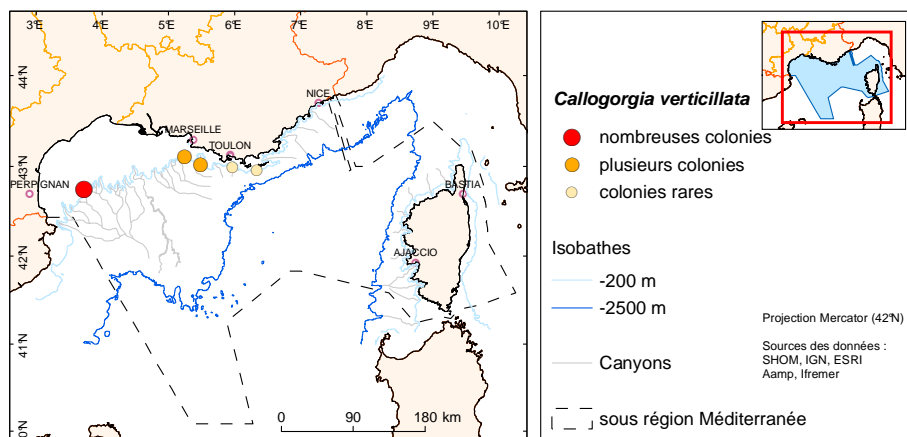 3°E 4°E 5°E 6°E 7°E 8°E 9°E 10°E
44°N
NICE
MARSEILLE
TOULON
43°N
PERPIGNAN
BASTIA
42°N
AJACCIO
41°N
0°N
0 90 180 km
Callogorgia verticillata
nombreuses colonies
plusieurs colonies
colonies rares
Isobathes
-200 m
-2500 m
Projection Mercator (42°N)
Sources des données :
SHOM, IGN, ESRI
Aamp, Ifremer
Canyons
sous région Méditerranée